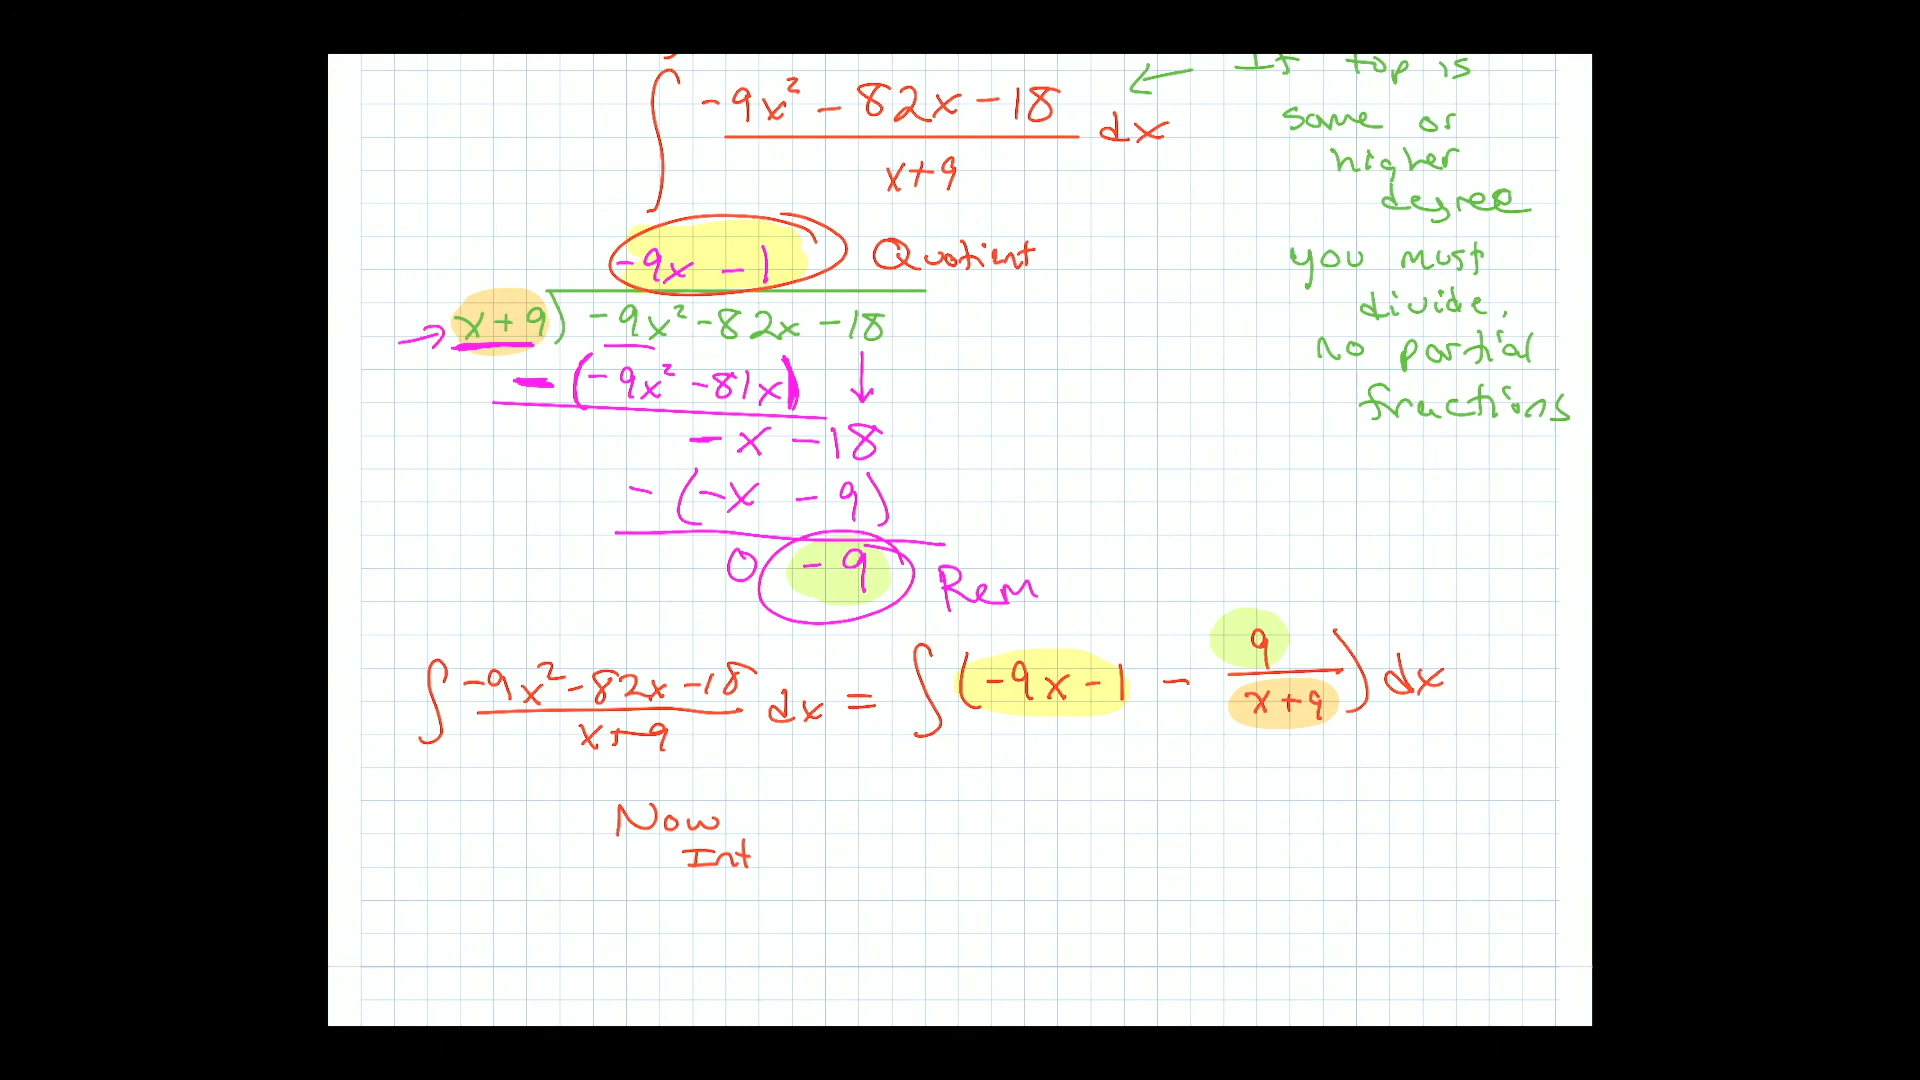 ∫ (-9x² - 82x - 18)/(x+9) dx ← If top is
same or
higher
degree
you must
divide,
no partial
fractions
-9x - 1 Quotient
→ x+9 ) -9x² - 82x - 18
- (-9x² - 81x) ↓
- x - 18
- (-x - 9)
0 - 9 Rem
∫ (-9x² - 82x - 18)/(x+9) dx = ∫ (-9x - 1 - 9/(x+9)) dx
Now
Int